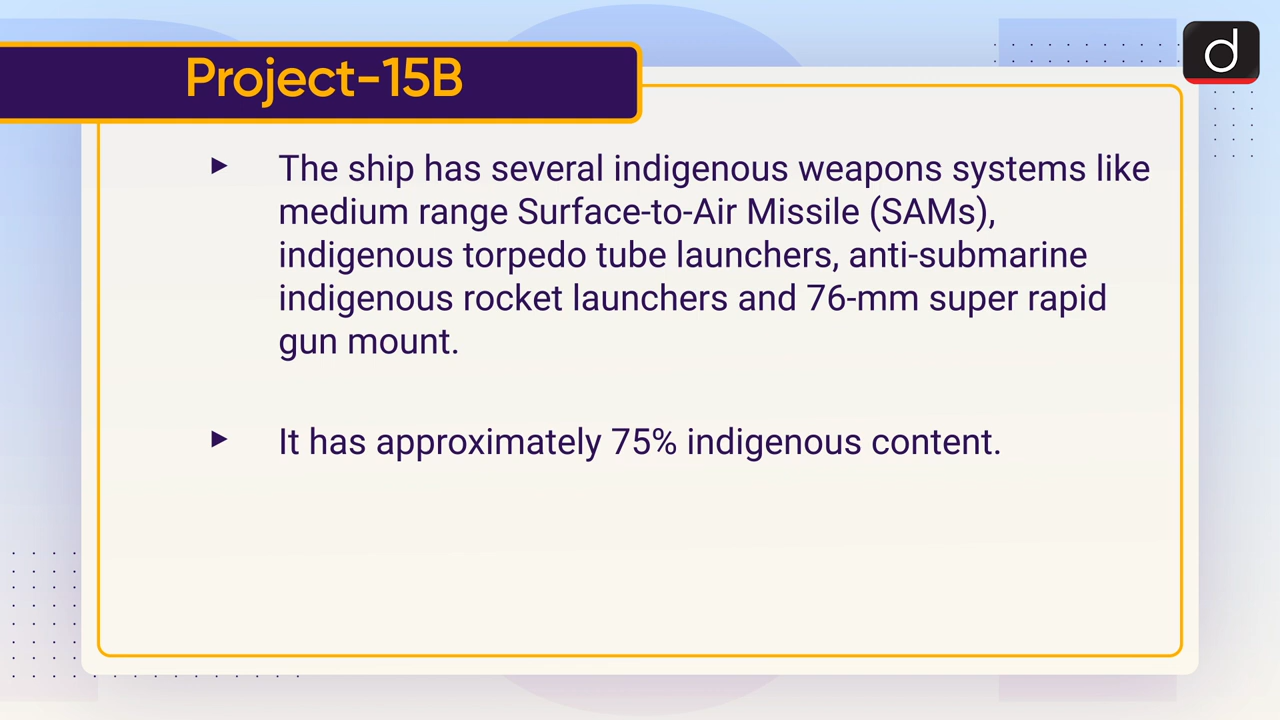 Project-15B
d
The ship has several indigenous weapons systems like
medium range Surface-to-Air Missile (SAMs),
indigenous torpedo tube launchers, anti-submarine
indigenous rocket launchers and 76-mm super rapid
gun mount.
It has approximately 75% indigenous content.